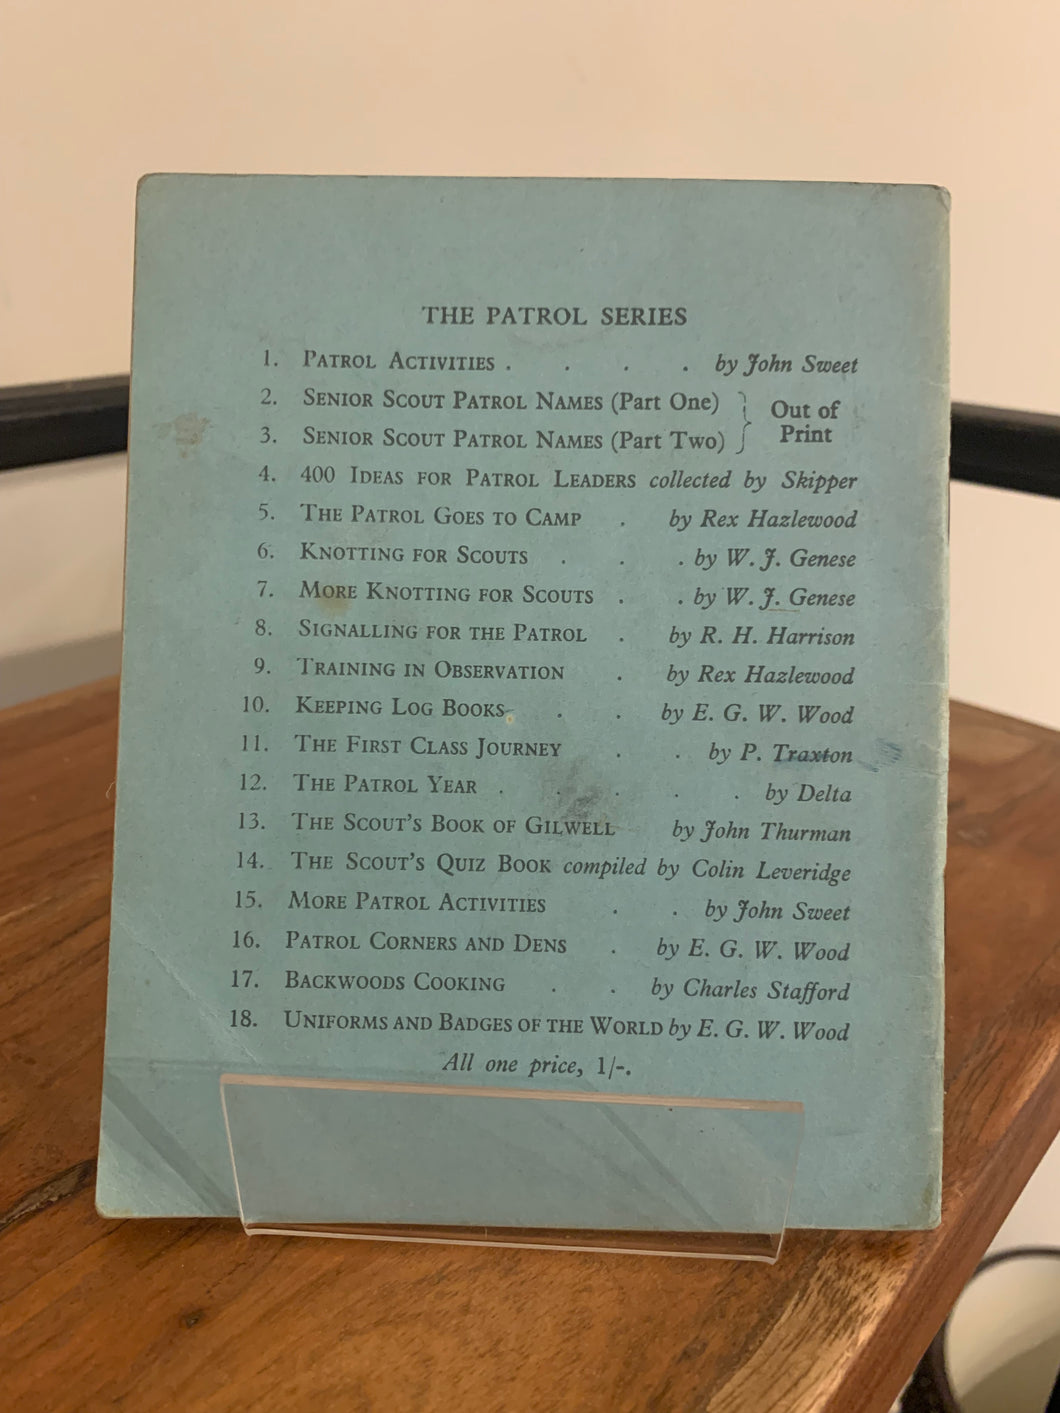 THE PATROL SERIES
1. PATROL ACTIVITIES . . . . by John Sweet
2. SENIOR SCOUT PATROL NAMES (Part One)
3. SENIOR SCOUT PATROL NAMES (Part Two)
Out of
Print
4. 400 IDEAS FOR PATROL LEADERS collected by Skipper
5. THE PATROL GOES TO CAMP . by Rex Hazlewood
6. KNOTTING FOR SCOUTS . . . by W. J. Genese
7. MORE KNOTTING FOR SCOUTS . . by W. J. Genese
8. SIGNALLING FOR THE PATROL . by R. H. Harrison
9. TRAINING IN OBSERVATION . by Rex Hazlewood
10. KEEPING LOG BOOKS . . by E. G. W. Wood
11. THE FIRST CLASS JOURNEY . . by P. Traxton
12. THE PATROL YEAR . . . . . by Delta
13. THE SCOUT'S BOOK OF GILWELL by John Thurman
14. THE SCOUT'S QUIZ BOOK compiled by Colin Leveridge
15. MORE PATROL ACTIVITIES . . by John Sweet
16. PATROL CORNERS AND DENS . by E. G. W. Wood
17. BACKWOODS COOKING . . by Charles Stafford
18. UNIFORMS AND BADGES OF THE WORLD by E. G. W. Wood
All one price, 1/-.